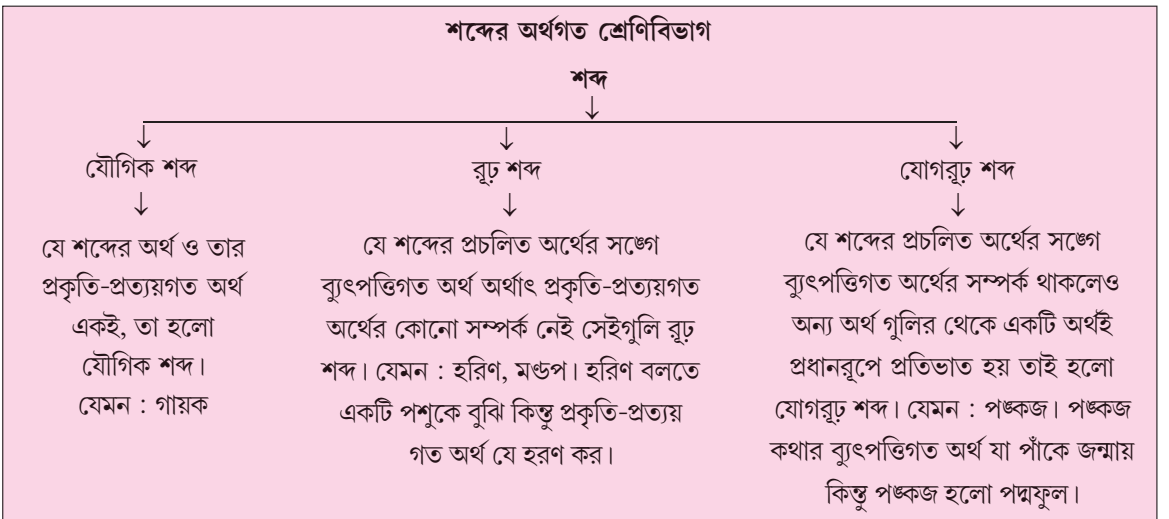 শব্দের অর্থগত শ্রেণিবিভাগ
শব্দ
↓
↓ ↓ ↓
যৌগিক শব্দ
↓
যে শব্দের অর্থ ও তার
প্রকৃতি-প্রত্যয়গত অর্থ
একই, তা হলো
যৌগিক শব্দ।
যেমন : গায়ক
রূঢ় শব্দ
↓
যে শব্দের প্রচলিত অর্থের সঙ্গে
ব্যুৎপত্তিগত অর্থ অর্থাৎ প্রকৃতি-প্রত্যয়গত
অর্থের কোনো সম্পর্ক নেই সেইগুলি রূঢ়
শব্দ। যেমন : হরিণ, মণ্ডপ। হরিণ বলতে
একটি পশুকে বুঝি কিন্তু প্রকৃতি-প্রত্যয়
গত অর্থ যে হরণ কর।
যোগরূঢ় শব্দ
↓
যে শব্দের প্রচলিত অর্থের সঙ্গে
ব্যুৎপত্তিগত অর্থের সম্পর্ক থাকলেও
অন্য অর্থ গুলির থেকে একটি অর্থই
প্রধানরূপে প্রতিভাত হয় তাই হলো
যোগরূঢ় শব্দ। যেমন : পঙ্কজ। পঙ্কজ
কথার ব্যুৎপত্তিগত অর্থ যা পাঁকে জন্মায়
কিন্তু পঙ্কজ হলো পদ্মফুল।